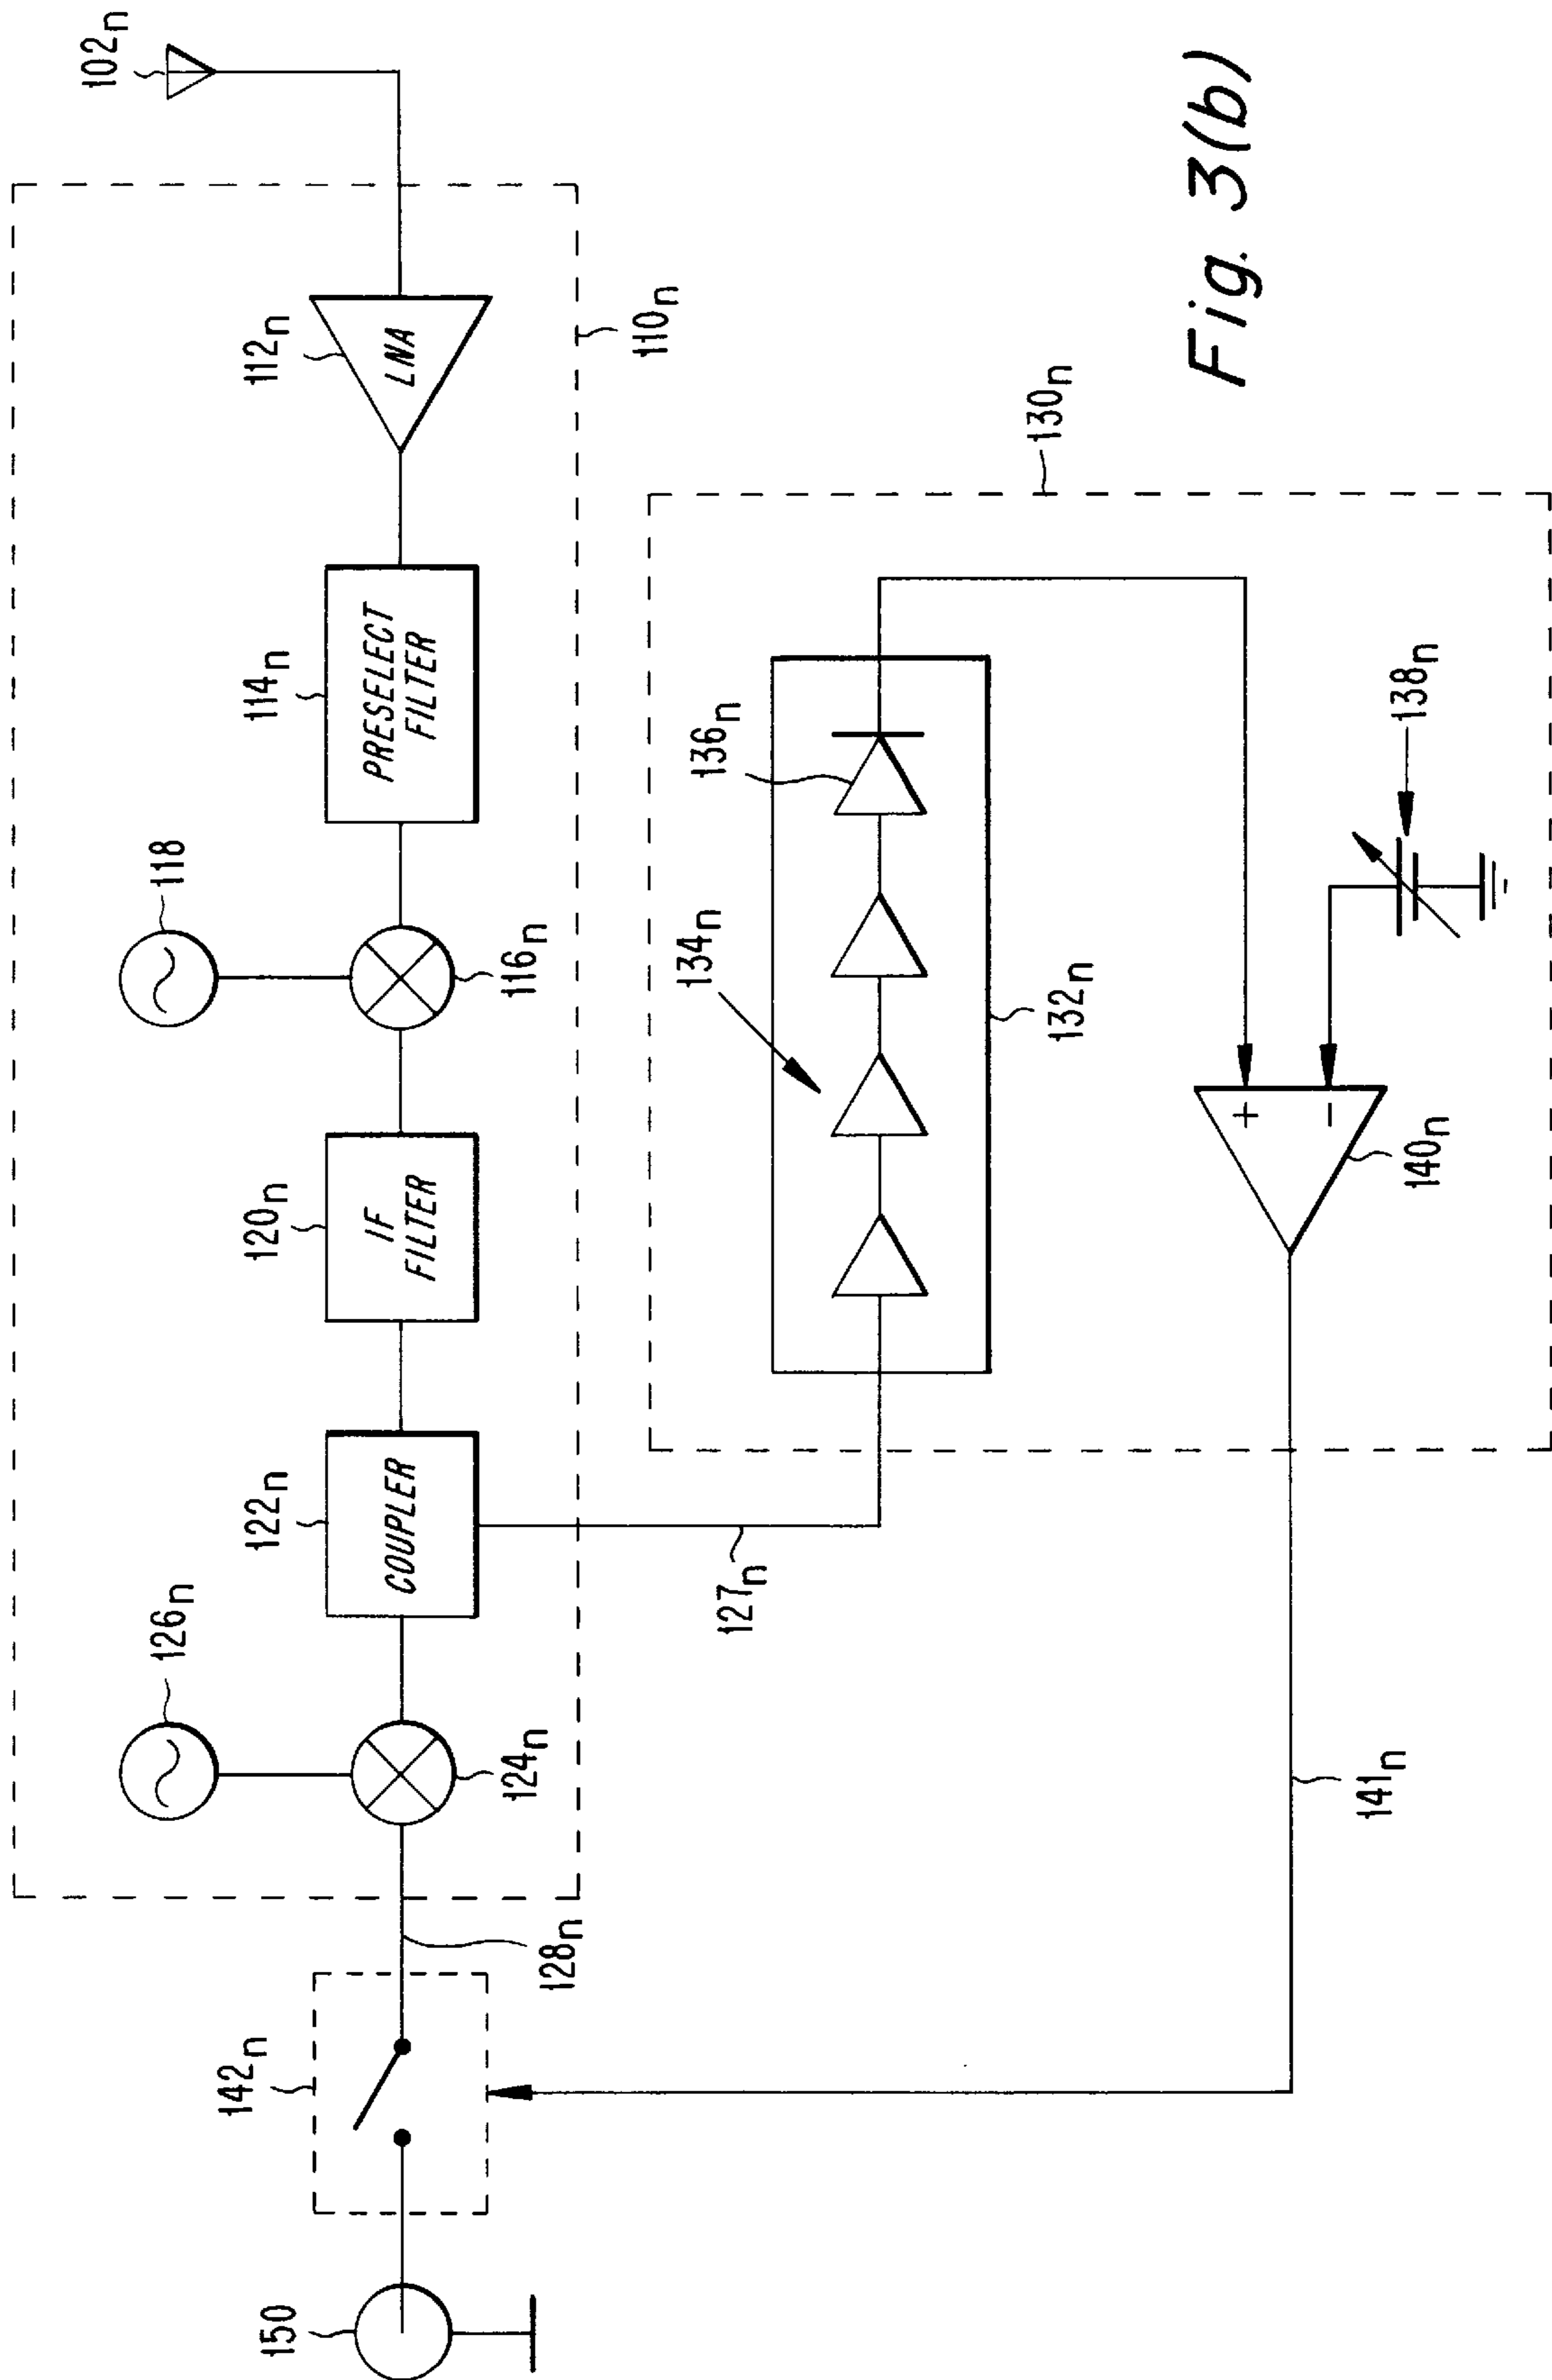 102n
112n
LNA
110n
114n
PRESELECT
FILTER
118
116n
120n
IF
FILTER
122n
COUPLER
126n
124n
127n
128n
142n
150
130n
136n
134n
132n
138n
+
−
140n
141n
Fig. 3(b)